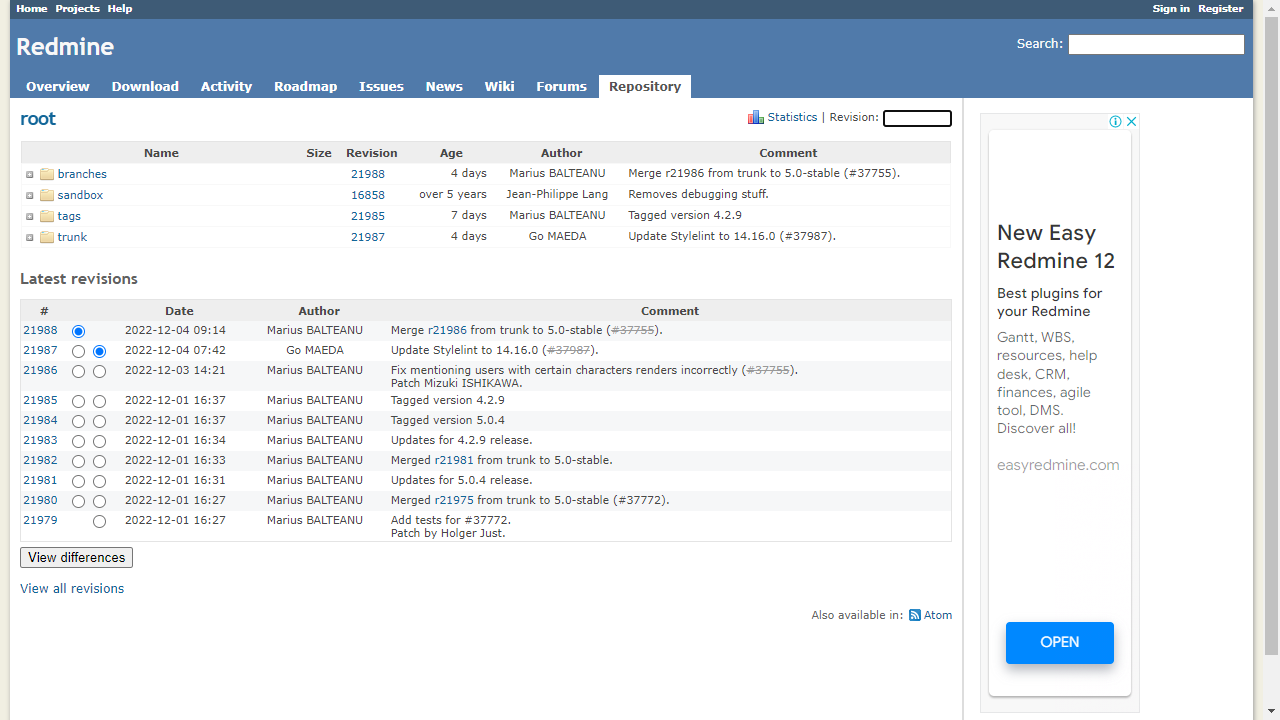 Home Projects Help Sign in Register
Redmine Search:
Overview Download Activity Roadmap Issues News Wiki Forums Repository
root Statistics | Revision:
Name Size Revision Age Author Comment
branches 21988 4 days Marius BALTEANU Merge r21986 from trunk to 5.0-stable (#37755).
sandbox 16858 over 5 years Jean-Philippe Lang Removes debugging stuff.
tags 21985 7 days Marius BALTEANU Tagged version 4.2.9
trunk 21987 4 days Go MAEDA Update Stylelint to 14.16.0 (#37987).
Latest revisions
# Date Author Comment
21988 2022-12-04 09:14 Marius BALTEANU Merge r21986 from trunk to 5.0-stable (#37755).
21987 2022-12-04 07:42 Go MAEDA Update Stylelint to 14.16.0 (#37987).
21986 2022-12-03 14:21 Marius BALTEANU Fix mentioning users with certain characters renders incorrectly (#37755).
Patch Mizuki ISHIKAWA.
21985 2022-12-01 16:37 Marius BALTEANU Tagged version 4.2.9
21984 2022-12-01 16:37 Marius BALTEANU Tagged version 5.0.4
21983 2022-12-01 16:34 Marius BALTEANU Updates for 4.2.9 release.
21982 2022-12-01 16:33 Marius BALTEANU Merged r21981 from trunk to 5.0-stable.
21981 2022-12-01 16:31 Marius BALTEANU Updates for 5.0.4 release.
21980 2022-12-01 16:27 Marius BALTEANU Merged r21975 from trunk to 5.0-stable (#37772).
21979 2022-12-01 16:27 Marius BALTEANU Add tests for #37772.
Patch by Holger Just.
View differences
View all revisions
Also available in: Atom
New Easy
Redmine 12
Best plugins for
your Redmine
Gantt, WBS,
resources, help
desk, CRM,
finances, agile
tool, DMS.
Discover all!
easyredmine.com
OPEN